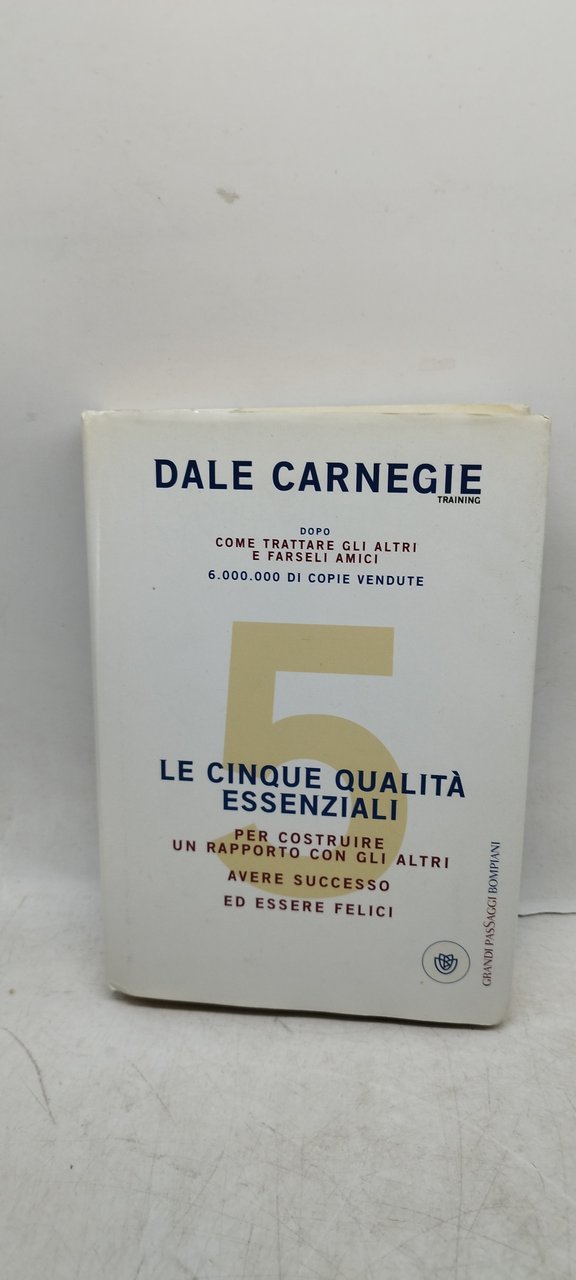 DALE CARNEGIE
TRAINING
DOPO
COME TRATTARE GLI ALTRI
E FARSELI AMICI
6.000.000 DI COPIE VENDUTE
5
LE CINQUE QUALITÀ
ESSENZIALI
PER COSTRUIRE
UN RAPPORTO CON GLI ALTRI
AVERE SUCCESSO
ED ESSERE FELICI
GRANDI PASSAGGI BOMPIANI